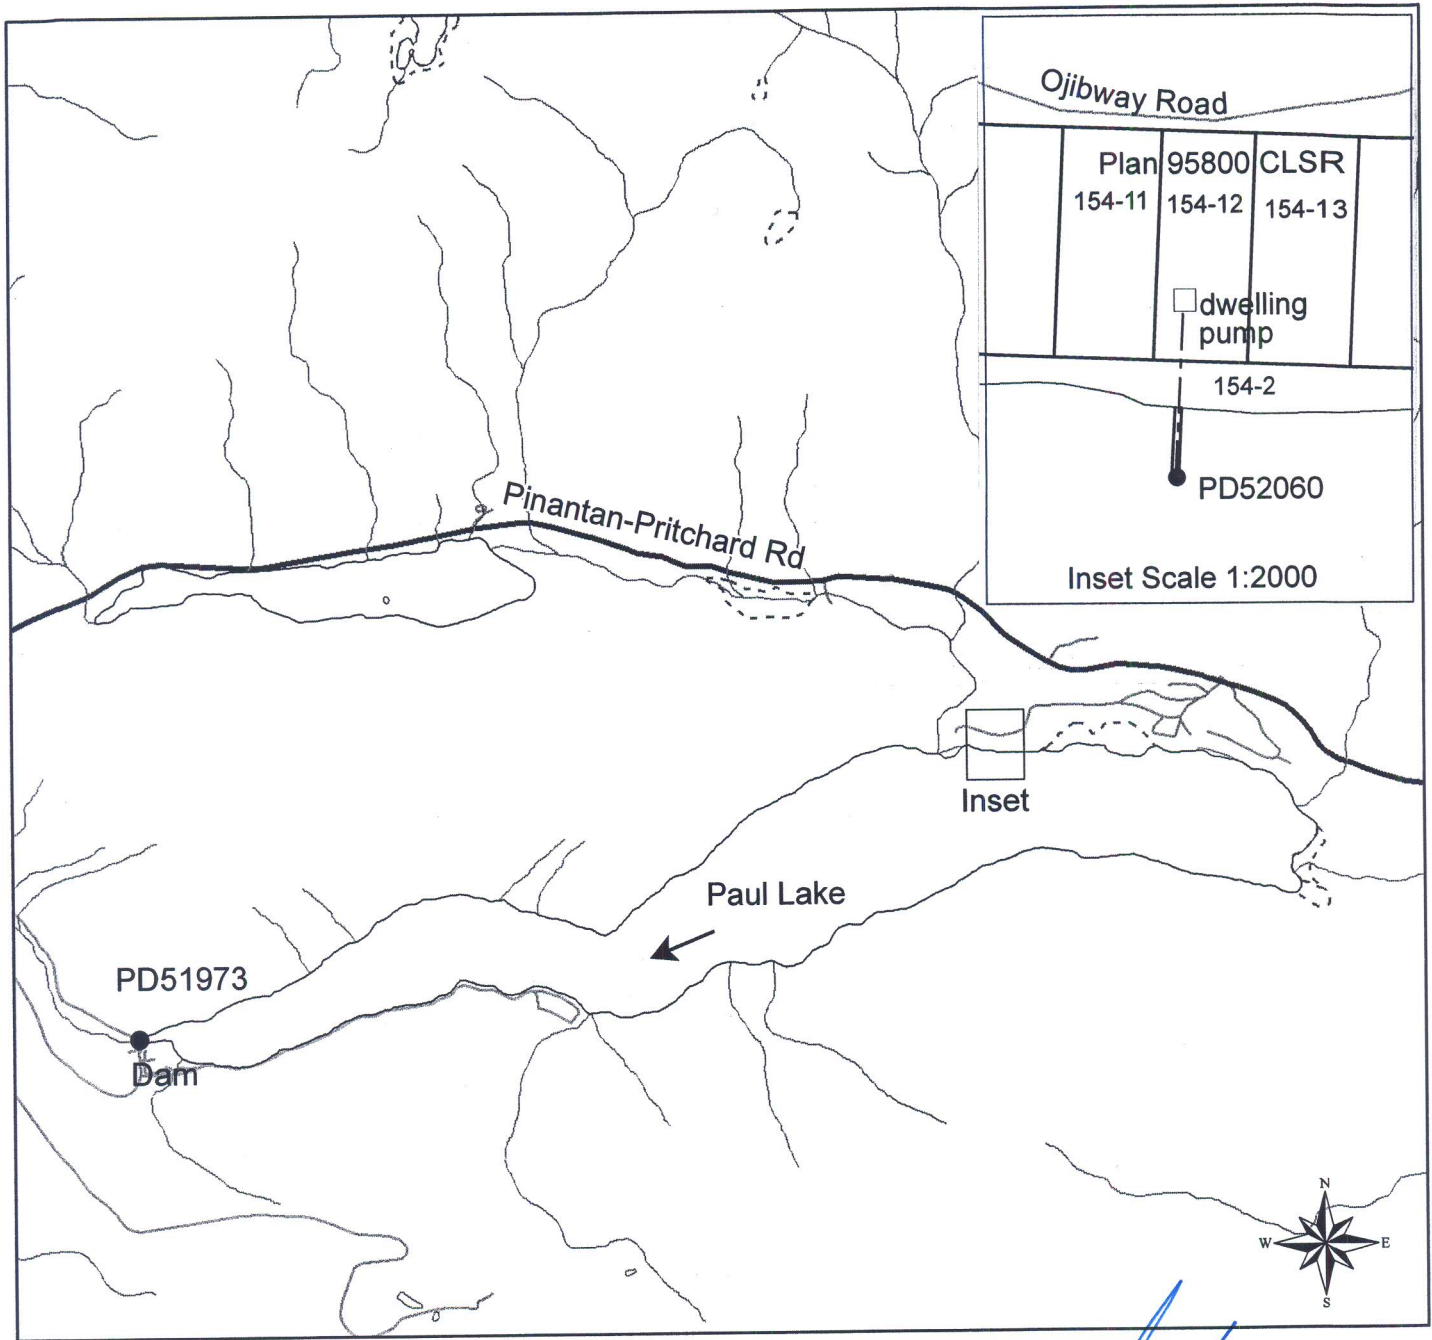 Ojibway Road
Plan 95800 CLSR
154-11 154-12 154-13
dwelling
pump
154-2
PD52060
Inset Scale 1:2000
Pinantan-Pritchard Rd
Inset
Paul Lake
PD51973
Dam
N
W E
S